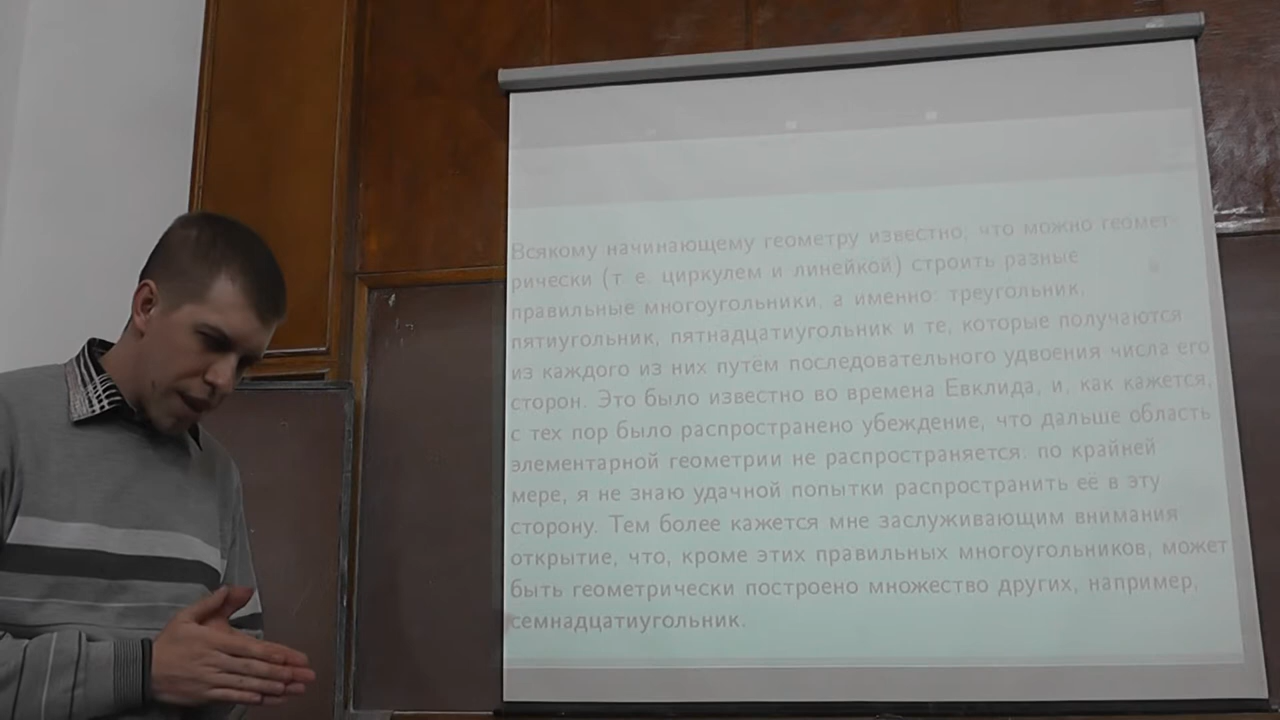 Всякому начинающему геометру известно, что можно геомет-
рически (т. е. циркулем и линейкой) строить разные
правильные многоугольники, а именно: треугольник,
пятиугольник, пятнадцатиугольник и те, которые получаются
из каждого из них путём последовательного удвоения числа его
сторон. Это было известно во времена Евклида, и, как кажется,
с тех пор было распространено убеждение, что дальше область
элементарной геометрии не распространяется: по крайней
мере, я не знаю удачной попытки распространить её в эту
сторону. Тем более кажется мне заслуживающим внимания
открытие, что, кроме этих правильных многоугольников, может
быть геометрически построено множество других, например,
семнадцатиугольник.